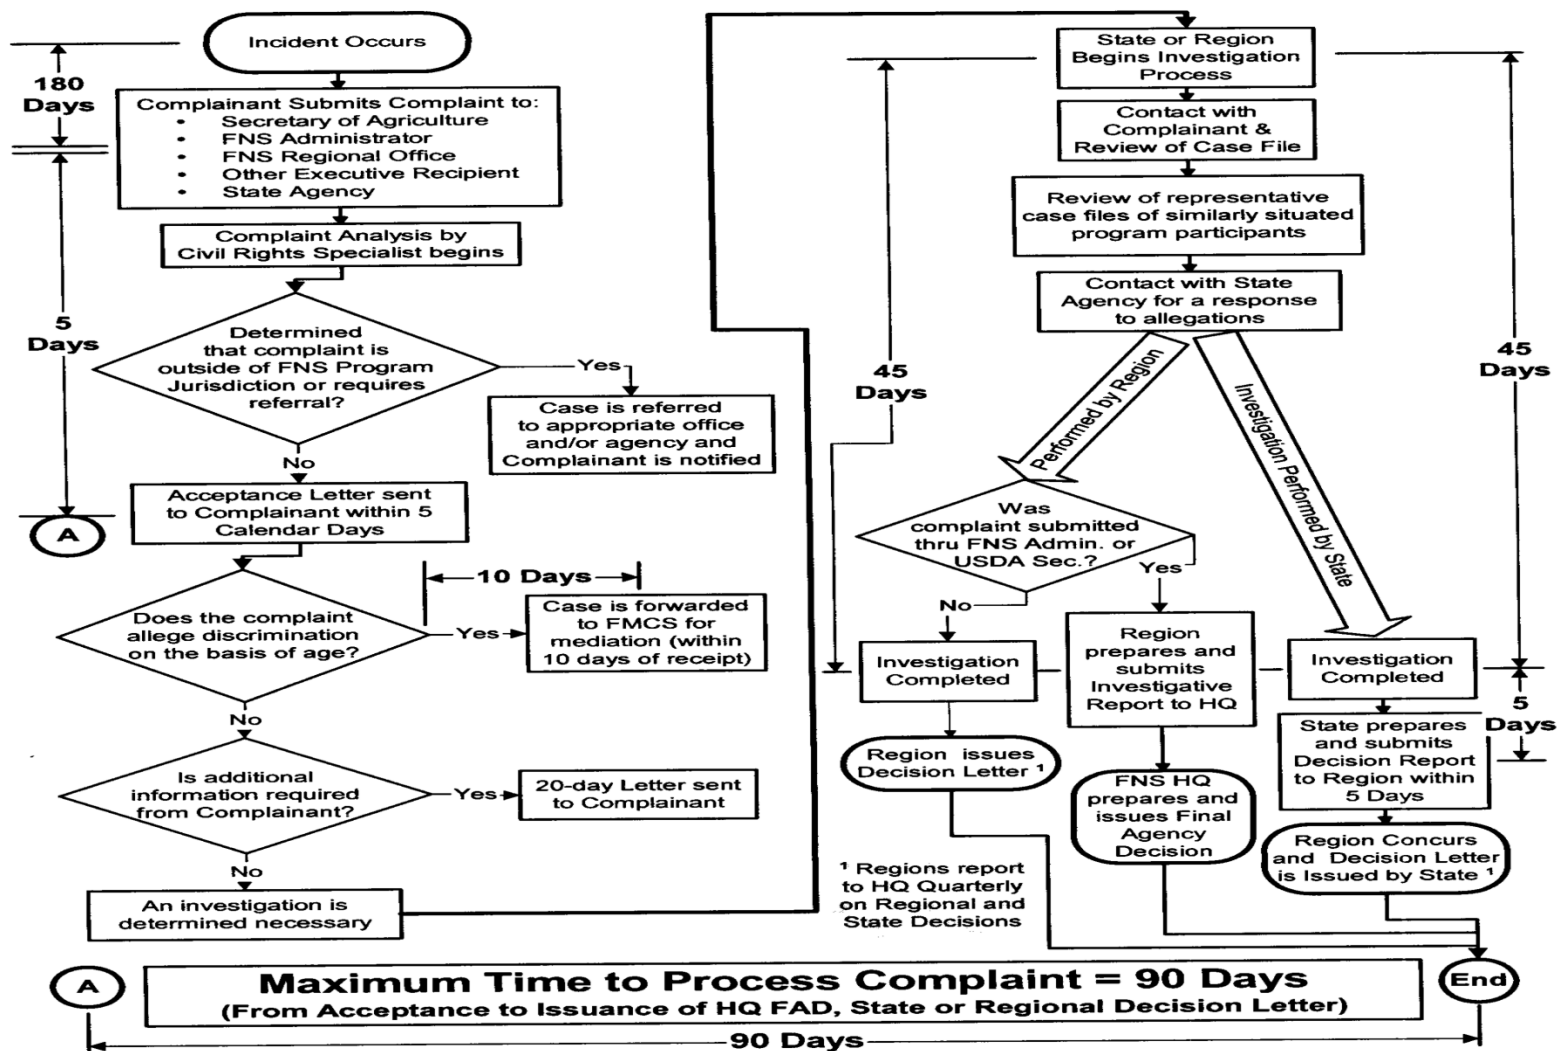 Incident Occurs
180
Days
Complainant Submits Complaint to:
• Secretary of Agriculture
• FNS Administrator
• FNS Regional Office
• Other Executive Recipient
• State Agency
Complaint Analysis by
Civil Rights Specialist begins
5
Days
Determined
that complaint is
outside of FNS Program
Jurisdiction or requires
referral?
Yes
Case is referred
to appropriate office
and/or agency and
Complainant is notified
No
Acceptance Letter sent
to Complainant within 5
Calendar Days
A
Does the complaint
allege discrimination
on the basis of age?
10 Days
Yes
Case is forwarded
to FMCS for
mediation (within
10 days of receipt)
No
Is additional
information required
from Complainant?
Yes
20-day Letter sent
to Complainant
No
An investigation is
determined necessary
State or Region
Begins Investigation
Process
Contact with
Complainant &
Review of Case File
Review of representative
case files of similarly situated
program participants
Contact with State
Agency for a response
to allegations
45
Days
45
Days
Performed by Region
Investigation Performed by State
Was
complaint submitted
thru FNS Admin. or
USDA Sec.?
Yes
No
Investigation
Completed
Region
prepares and
submits
Investigative
Report to HQ
Investigation
Completed
5
Days
Region issues
Decision Letter ¹
FNS HQ
prepares and
issues Final
Agency
Decision
State prepares
and submits
Decision Report
to Region within
5 Days
Region Concurs
and Decision Letter
is Issued by State ¹
¹ Regions report
to HQ Quarterly
on Regional and
State Decisions
A
Maximum Time to Process Complaint = 90 Days
(From Acceptance to Issuance of HQ FAD, State or Regional Decision Letter)
End
90 Days